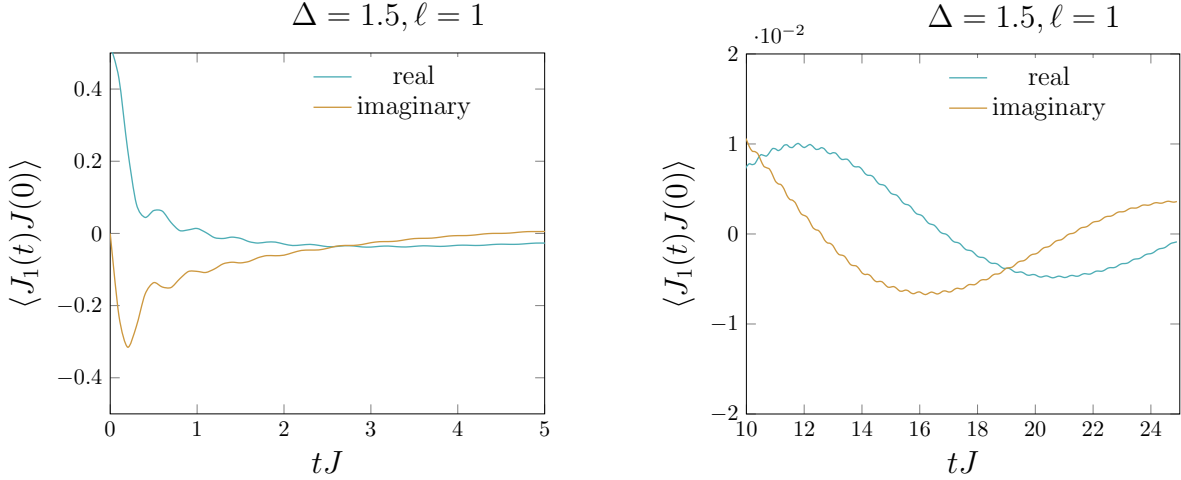 Δ = 1.5, ℓ = 1
⟨J₁(t)J(0)⟩
0.4
0.2
0
−0.2
−0.4
real
imaginary
0 1 2 3 4 5
tJ
Δ = 1.5, ℓ = 1
·10⁻²
⟨J₁(t)J(0)⟩
2
1
0
−1
−2
real
imaginary
10 12 14 16 18 20 22 24
tJ